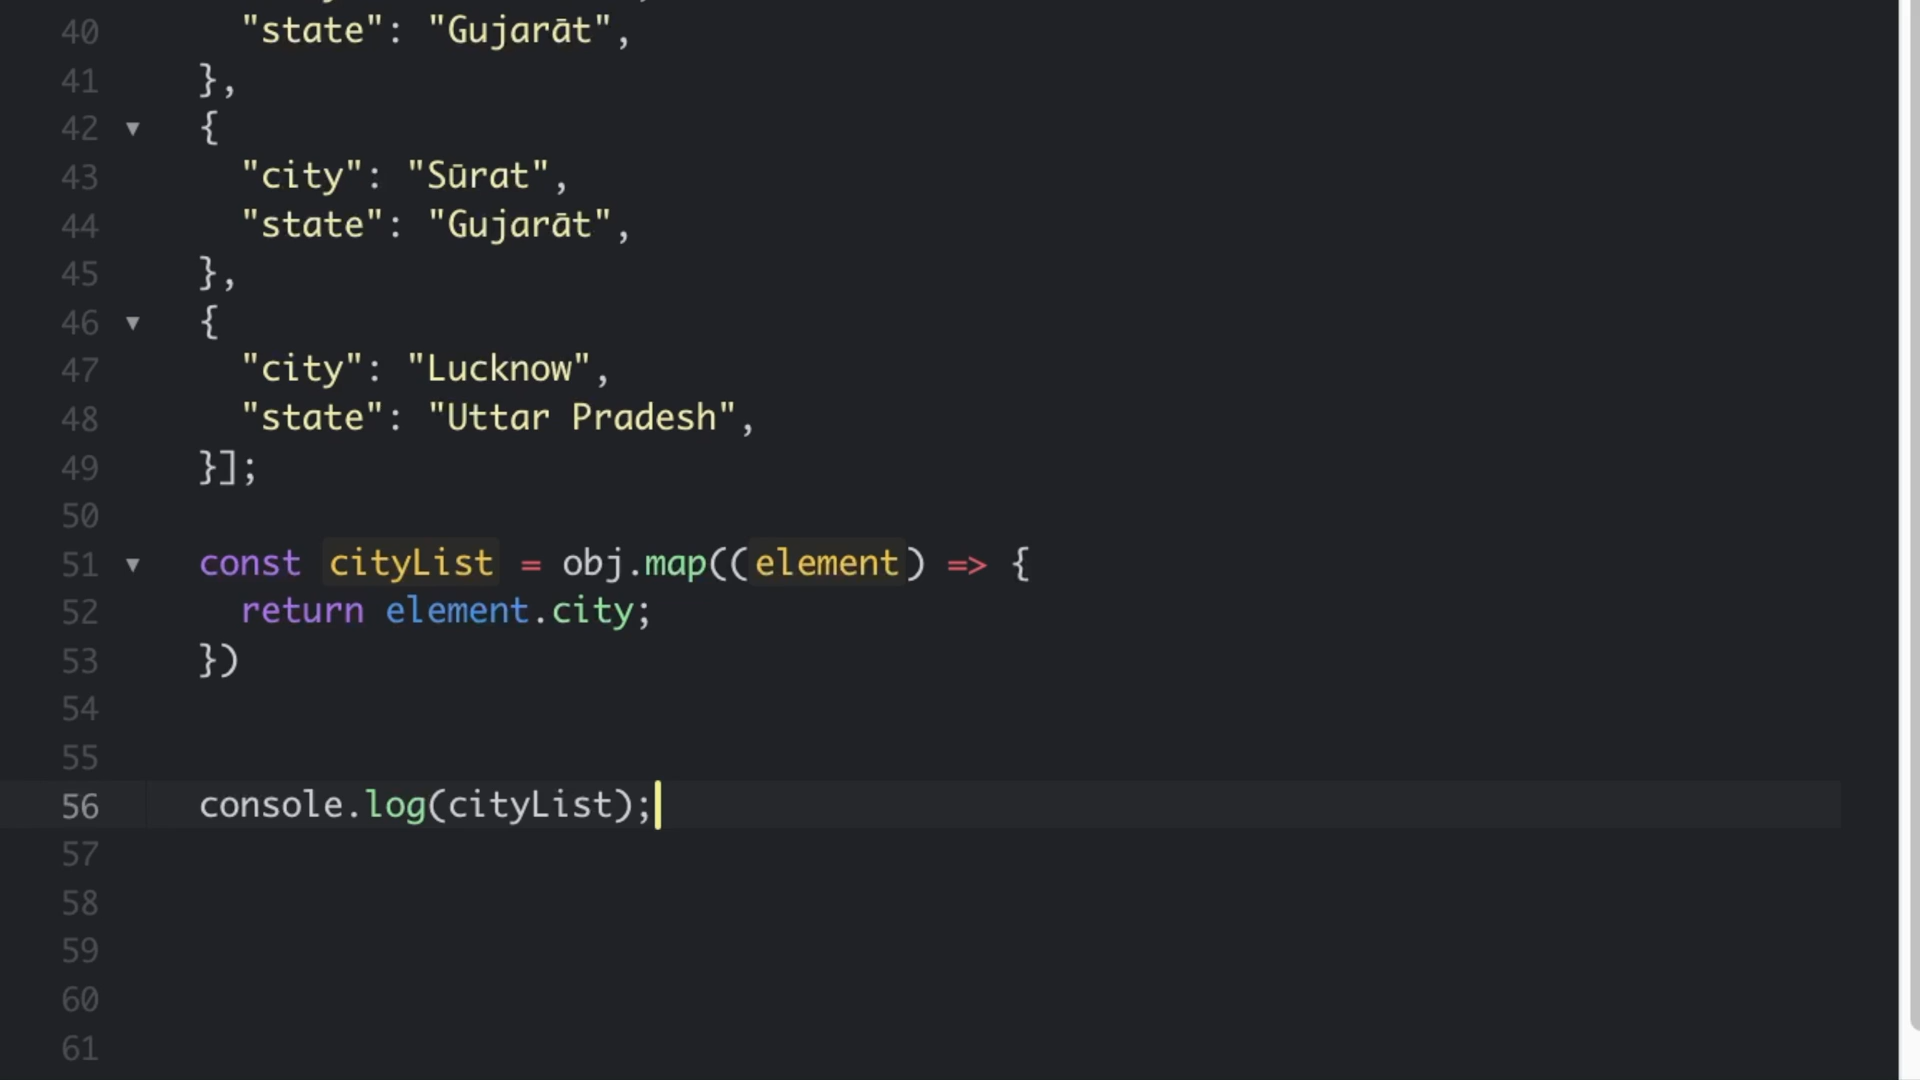 40 "state": "Gujarāt",
41 },
42 {
43 "city": "Sūrat",
44 "state": "Gujarāt",
45 },
46 {
47 "city": "Lucknow",
48 "state": "Uttar Pradesh",
49 }];
50
51 const cityList = obj.map((element) => {
52 return element.city;
53 })
54
55
56 console.log(cityList);
57
58
59
60
61